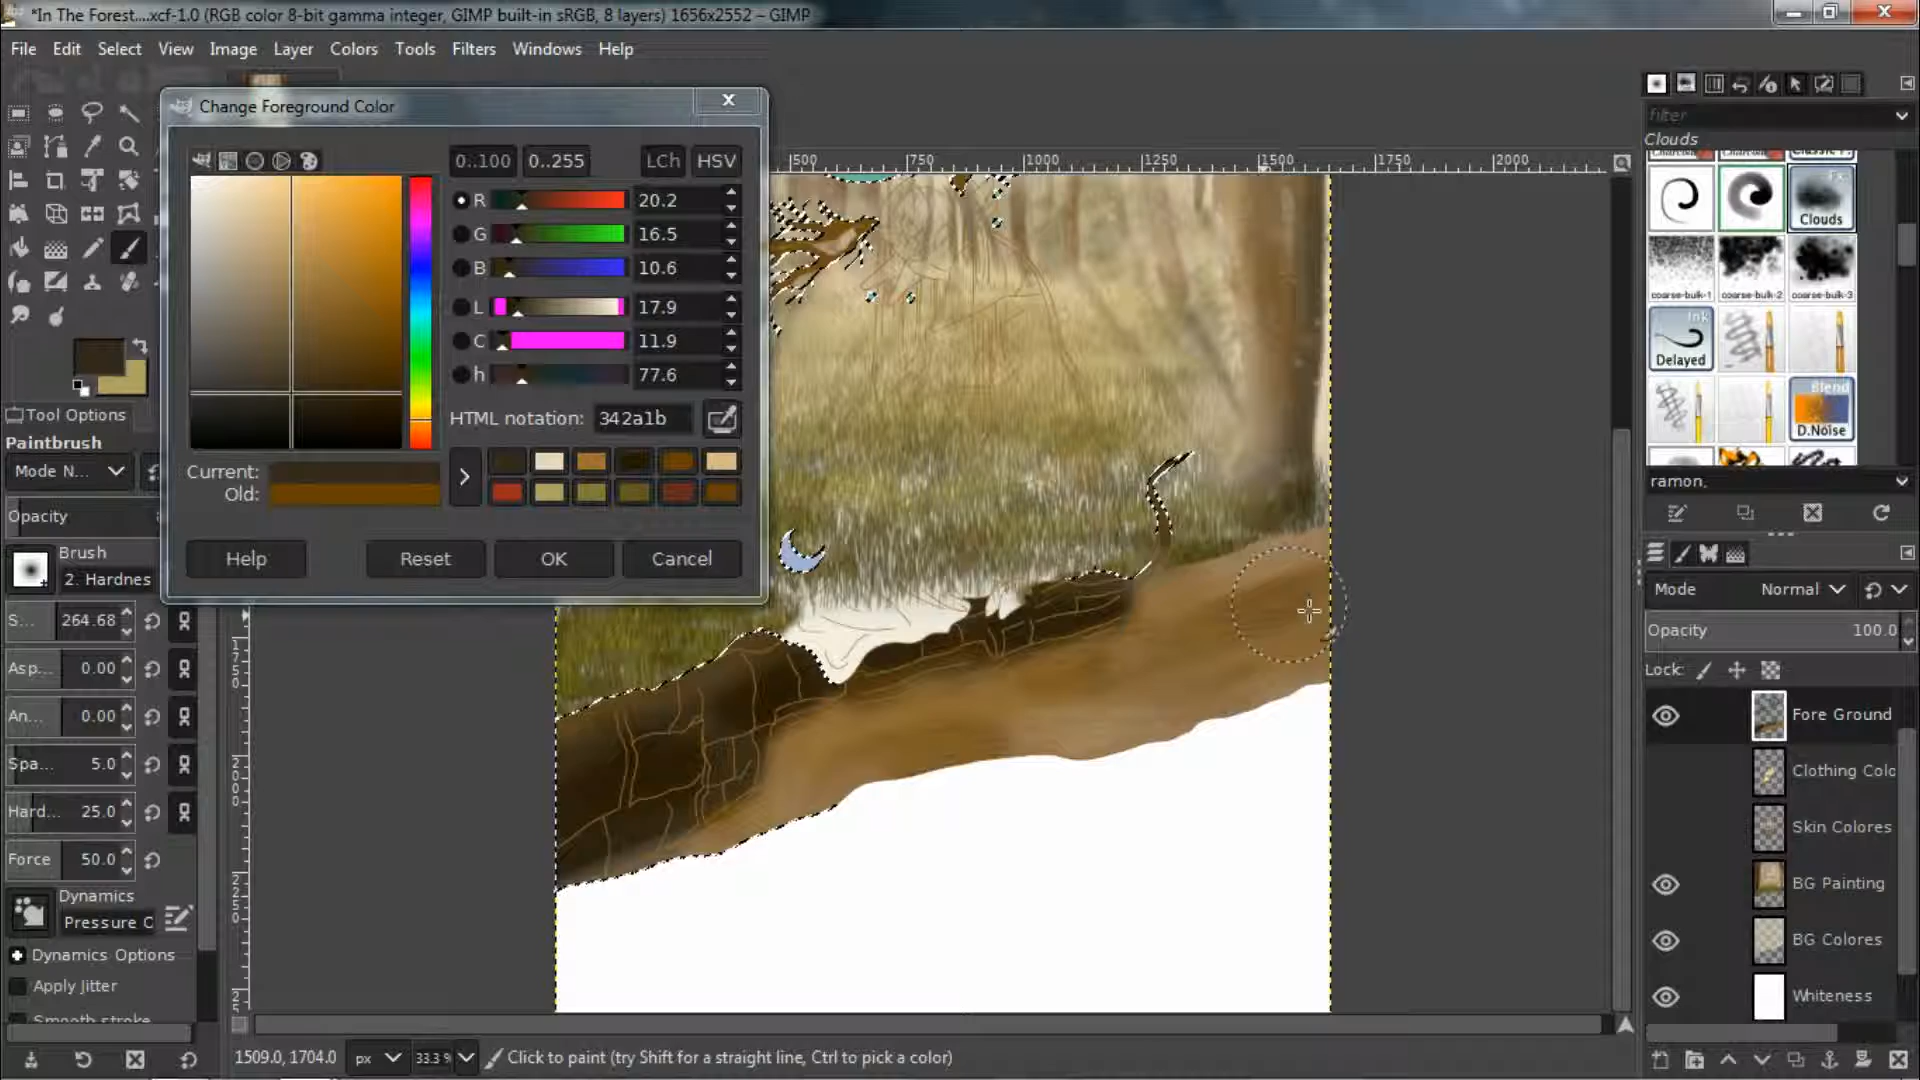 *In The Forest....xcf-1.0 (RGB color 8-bit gamma integer, GIMP built-in sRGB, 8 layers) 1656x2552 – GIMP
File Edit Select View Image Layer Colors Tools Filters Windows Help
Change Foreground Color
0..100 0..255 LCh HSV
R 20.2
G 16.5
B 10.6
L 17.9
C 11.9
h 77.6
HTML notation: 342a1b
Current:
Old:
Help Reset OK Cancel
500 750 1000 1250 1500 1750 2000
Tool Options
Paintbrush
Mode N...
Opacity
Brush
2. Hardnes
S... 264.68
Asp... 0.00
An... 0.00
Spa... 5.0
Hard... 25.0
Force 50.0
Dynamics
Pressure O
Dynamics Options
Apply Jitter
Smooth stroke
1750
2000
2250
1509.0, 1704.0 px 33.3 % Click to paint (try Shift for a straight line, Ctrl to pick a color)
filter
Clouds
Fx
Clouds
coarse-bulk-1 coarse-bulk-2 coarse-bulk-3
Ink
Delayed
Blend
D.Noise
ramon,
Mode Normal
Opacity 100.0
Lock:
Fore Ground
Clothing Colo
Skin Colores
BG Painting
BG Colores
Whiteness